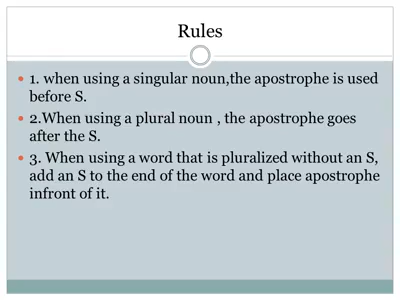 Rules
1. when using a singular noun,the apostrophe is used
before S.
2.When using a plural noun , the apostrophe goes
after the S.
3. When using a word that is pluralized without an S,
add an S to the end of the word and place apostrophe
infront of it.